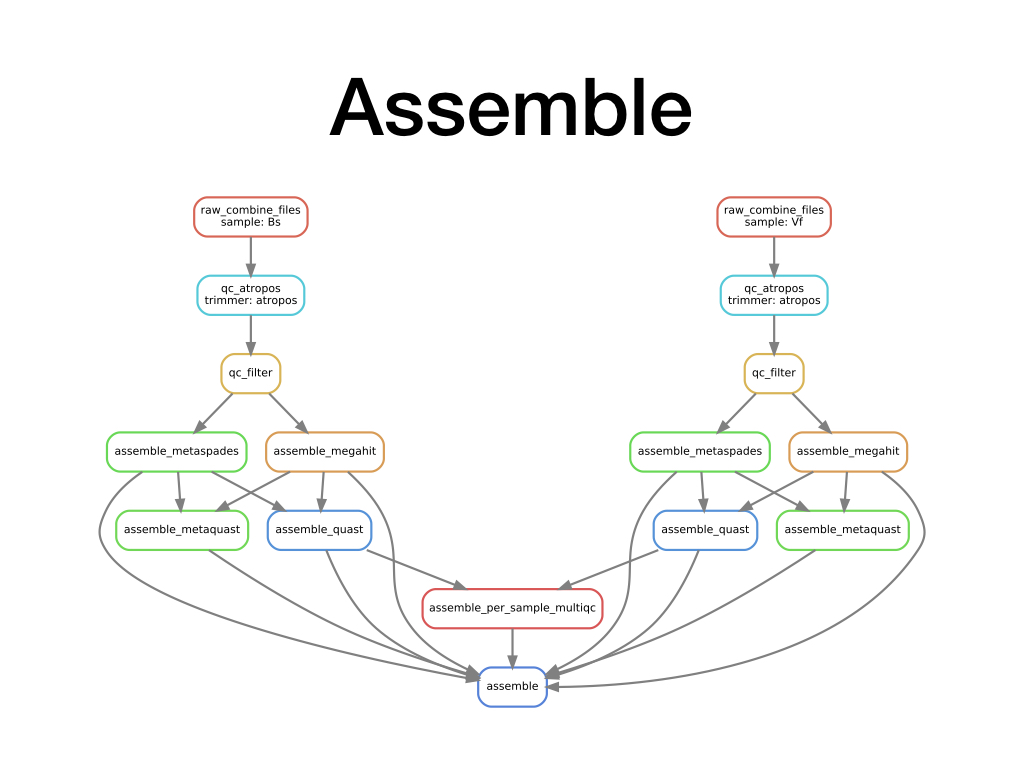 Assemble
raw_combine_files
sample: Bs
raw_combine_files
sample: Vf
qc_atropos
trimmer: atropos
qc_atropos
trimmer: atropos
qc_filter
qc_filter
assemble_metaspades
assemble_megahit
assemble_metaspades
assemble_megahit
assemble_metaquast
assemble_quast
assemble_quast
assemble_metaquast
assemble_per_sample_multiqc
assemble